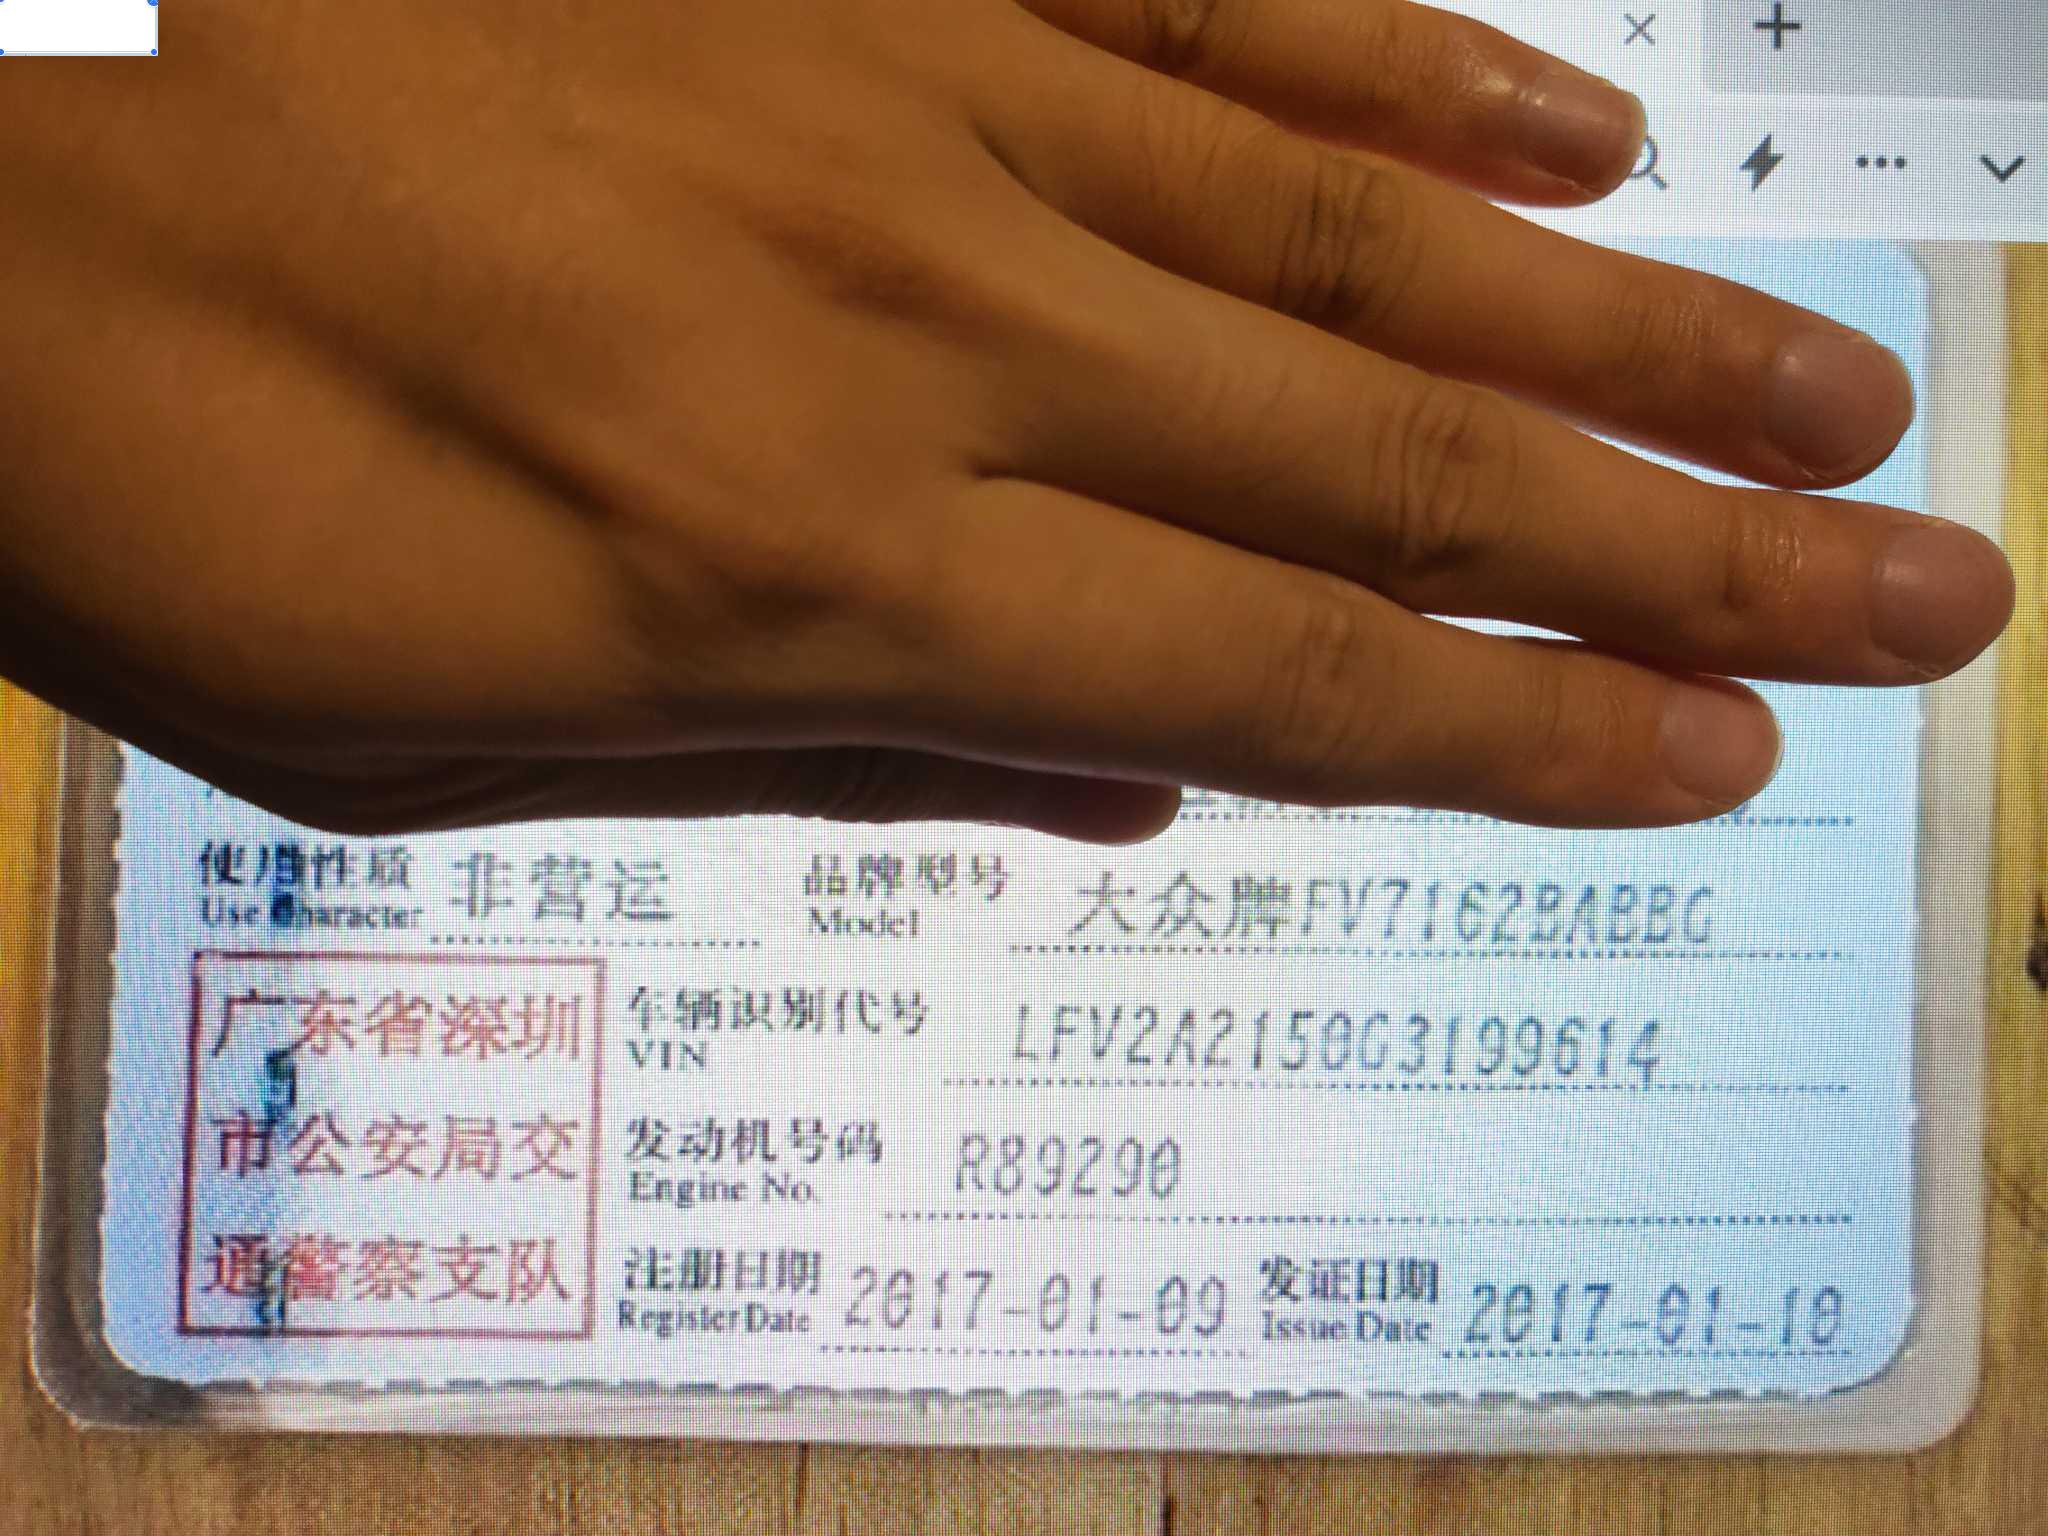 使用性质 非营运 品牌型号 大众牌FV7162BABBG
Use Character Model
广东省深圳
市公安局交
通警察支队
车辆识别代号 LFV2A2150G3199614
VIN
发动机号码 R89290
Engine No.
注册日期 2017-01-09 发证日期 2017-01-10
Register Date Issue Date